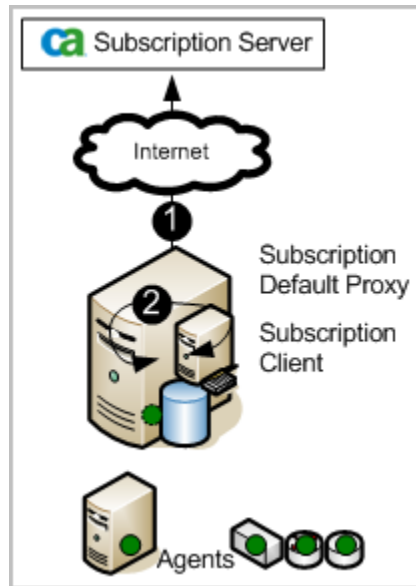 ca Subscription Server
Internet
1
Subscription
Default Proxy
2
Subscription
Client
Agents